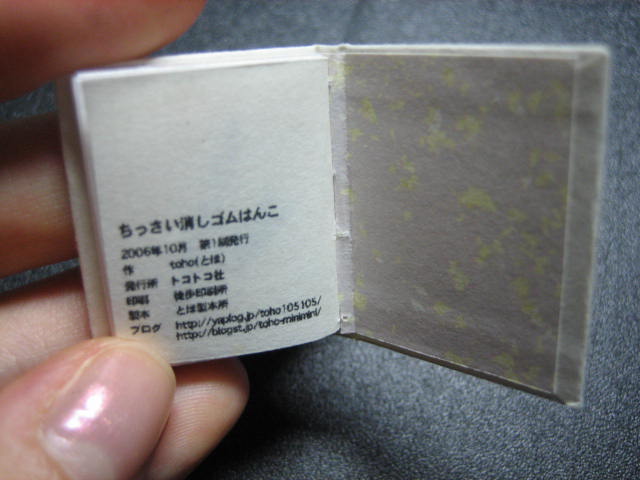 ちっさい消しゴムはんこ
2006年10月 第1刷発行
作 toho(とほ)
発行所 トコトコ社
印刷 徒歩印刷所
製本 とほ製本所
ブログ http://yaplog.jp/toho105105/
http://blogst.jp/toho-minimini/